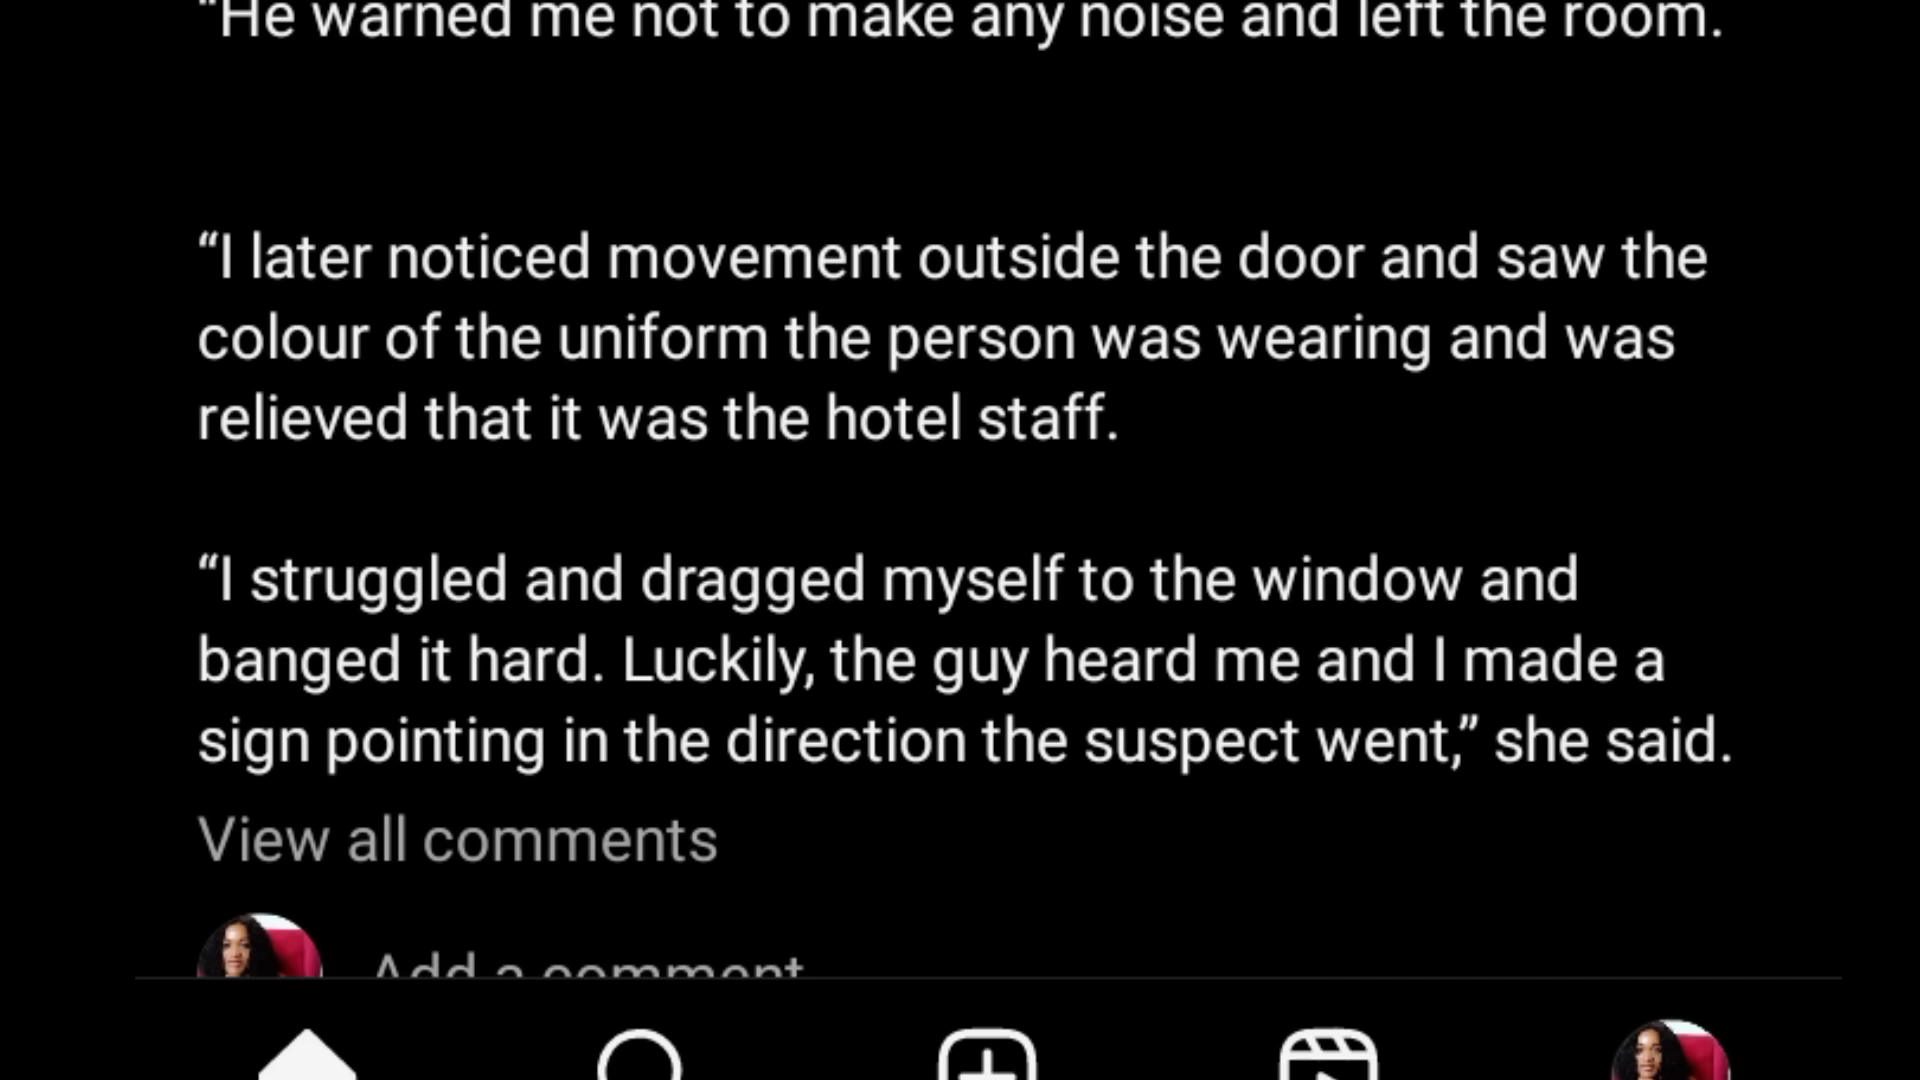 “He warned me not to make any noise and left the room.
“I later noticed movement outside the door and saw the
colour of the uniform the person was wearing and was
relieved that it was the hotel staff.
“I struggled and dragged myself to the window and
banged it hard. Luckily, the guy heard me and I made a
sign pointing in the direction the suspect went,” she said.
View all comments
Add a comment